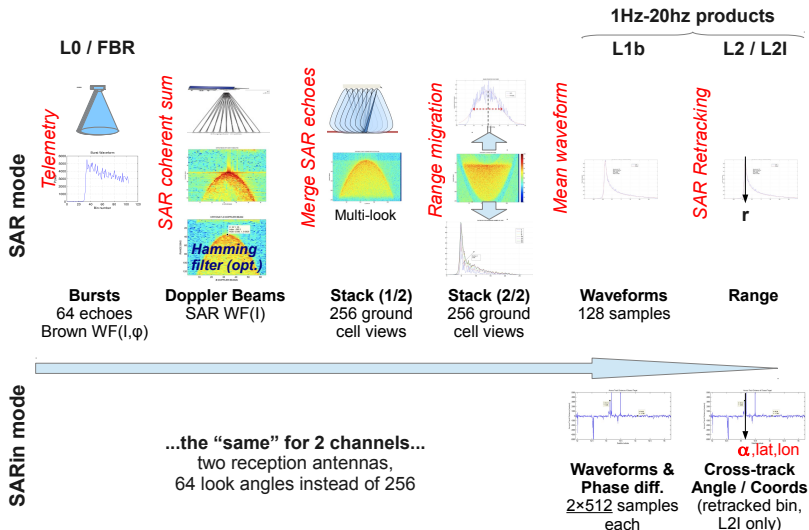 1Hz-20hz products
L0 / FBR
L1b
L2 / L2I
SAR mode
Telemetry
SAR coherent sum
Merge SAR echoes
Range migration
Mean waveform
SAR Retracking
Burst Waveform
Multi-look
Hamming
filter (opt.)
r
Bursts
64 echoes
Brown WF(I,φ)
Doppler Beams
SAR WF(I)
Stack (1/2)
256 ground
cell views
Stack (2/2)
256 ground
cell views
Waveforms
128 samples
Range
SARin mode
...the “same” for 2 channels...
two reception antennas,
64 look angles instead of 256
α,lat,lon
Waveforms &
Phase diff.
2×512 samples
each
Cross-track
Angle / Coords
(retracked bin,
L2I only)